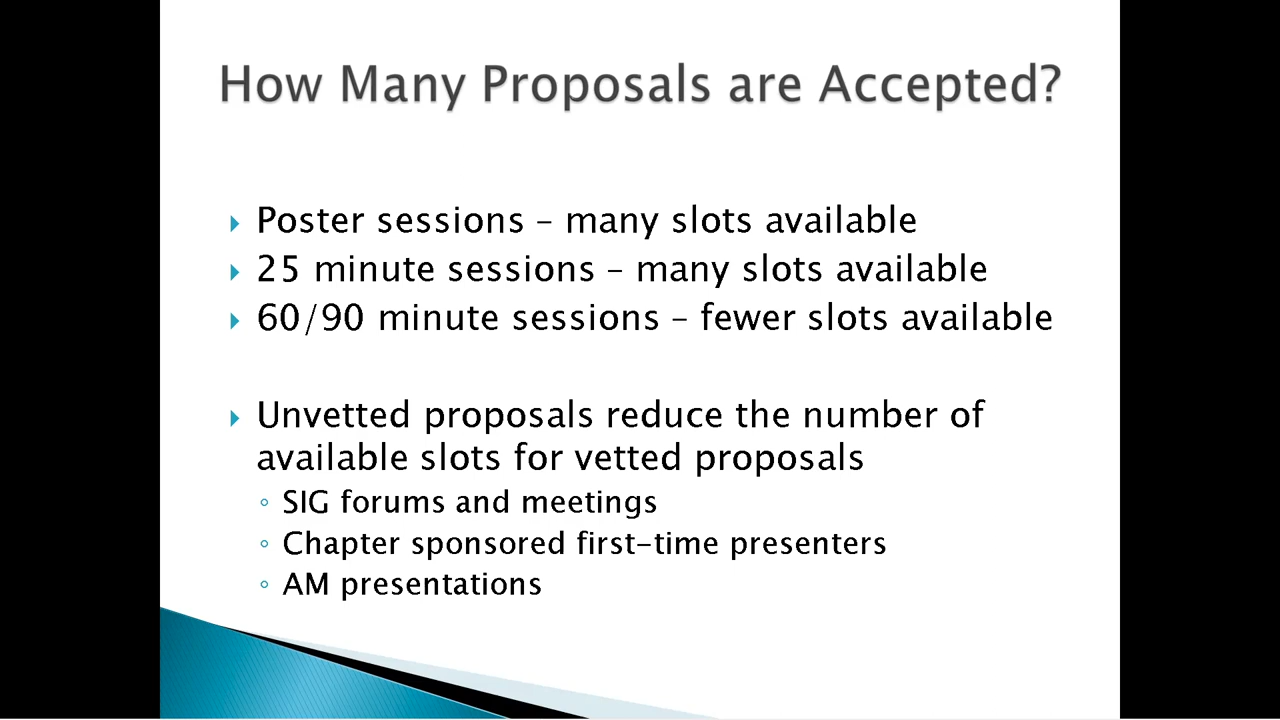 How Many Proposals are Accepted?
Poster sessions – many slots available
25 minute sessions – many slots available
60/90 minute sessions – fewer slots available
Unvetted proposals reduce the number of
available slots for vetted proposals
SIG forums and meetings
Chapter sponsored first-time presenters
AM presentations